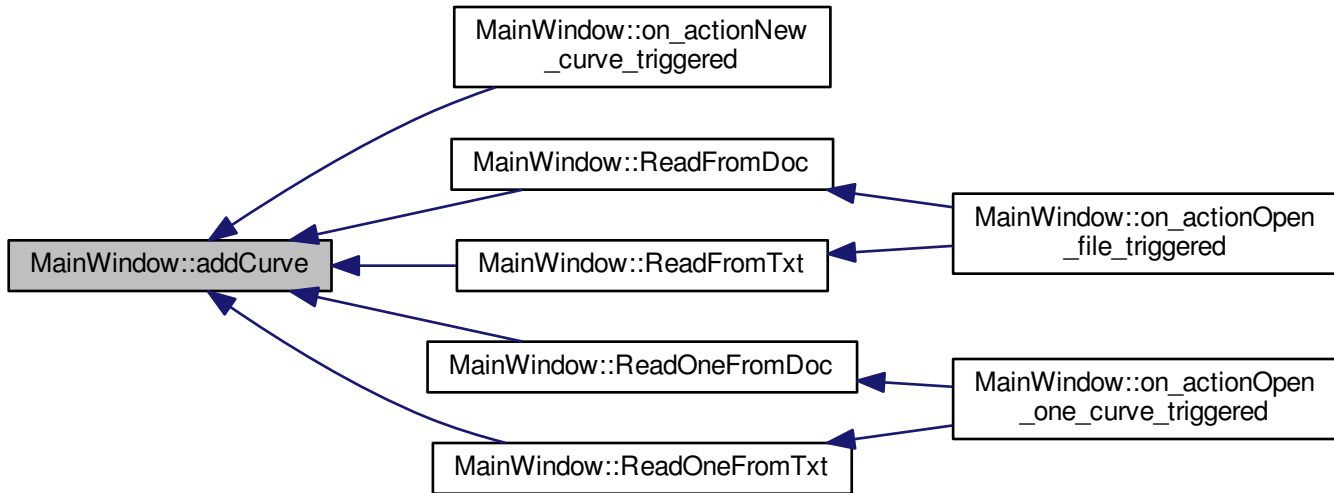 MainWindow::on_actionNew
_curve_triggered
MainWindow::ReadFromDoc
MainWindow::on_actionOpen
_file_triggered
MainWindow::addCurve
MainWindow::ReadFromTxt
MainWindow::ReadOneFromDoc
MainWindow::on_actionOpen
_one_curve_triggered
MainWindow::ReadOneFromTxt